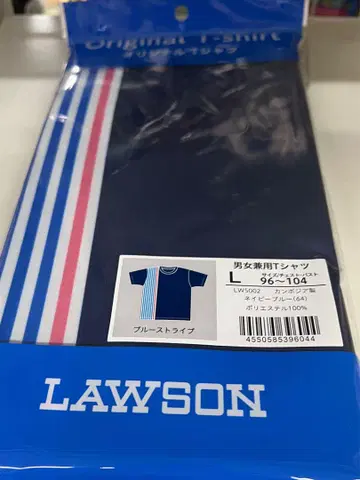 Original T-shirt
オリジナルTシャツ
男女兼用Tシャツ
L サイズ/チェスト・バスト
96～104
LWS002 カンボジア製
ネイビーブルー(64)
ポリエステル100%
ブルーストライプ
4550585396044
LAWSON